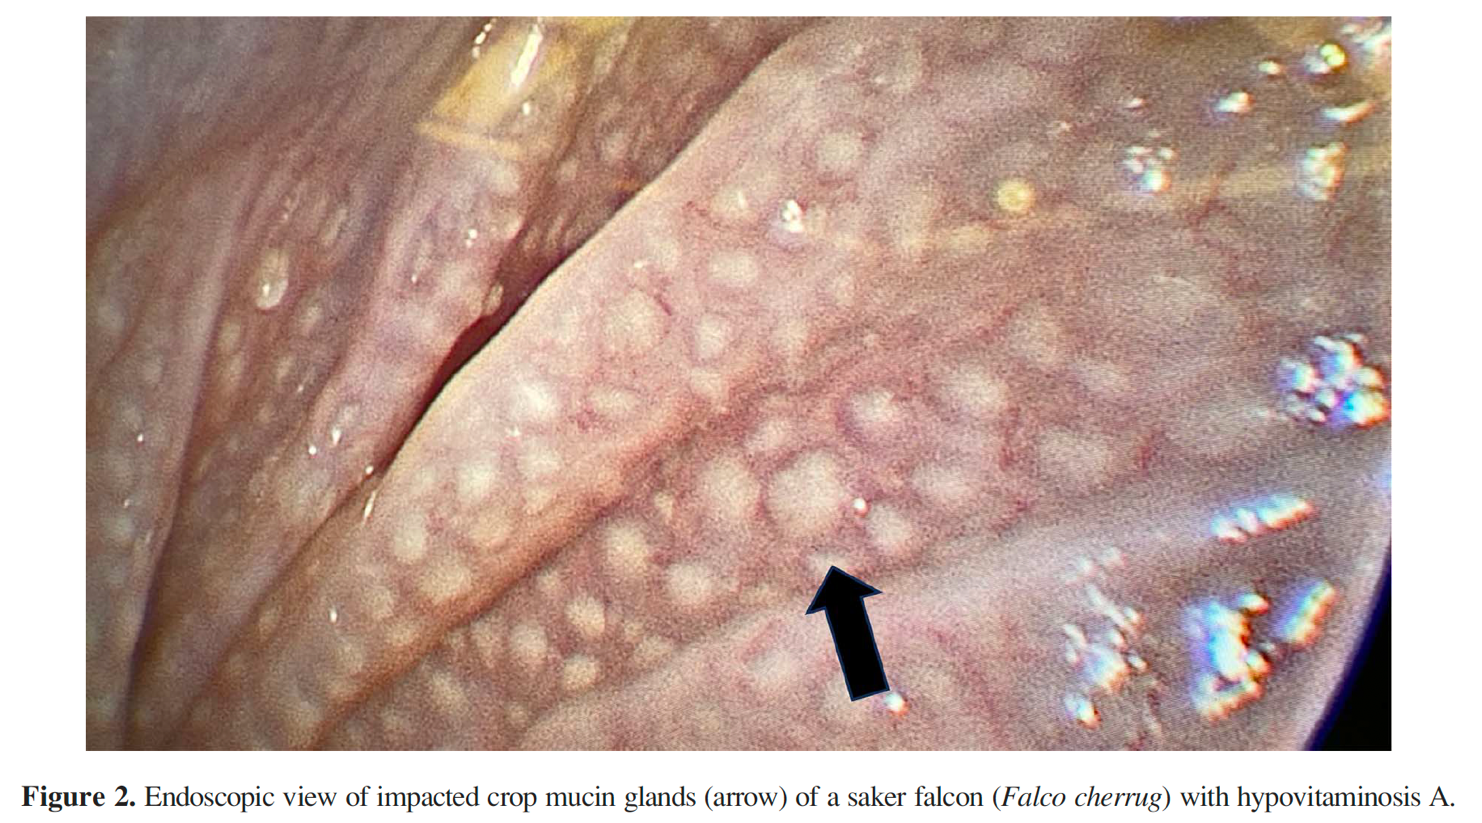 Figure 2. Endoscopic view of impacted crop mucin glands (arrow) of a saker falcon (Falco cherrug) with hypovitaminosis A.